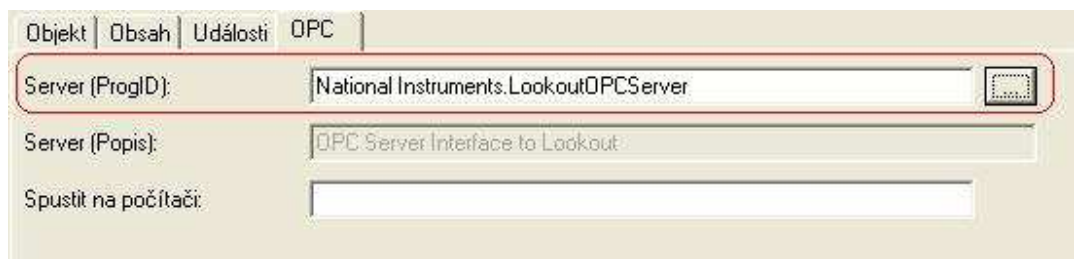 Objekt Obsah Události OPC
Server (ProgID): National Instruments.LookoutOPCServer ...
Server (Popis): OPC Server Interface to Lookout
Spustit na počítači: